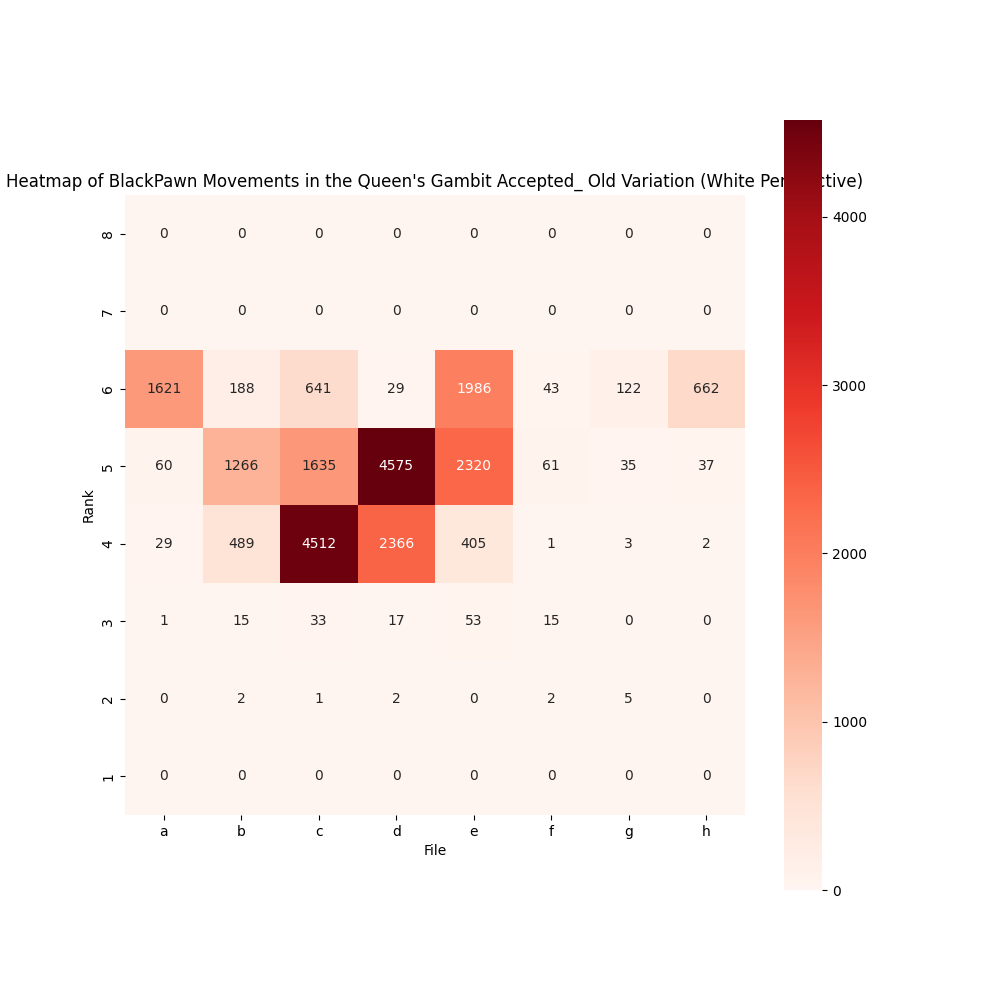 Heatmap of BlackPawn Movements in the Queen's Gambit Accepted_ Old Variation (White Pe ctive)
8 0 0 0 0 0 0 0 0
7 0 0 0 0 0 0 0 0
6 1621 188 641 29 1986 43 122 662
5 60 1266 1635 4575 2320 61 35 37
4 29 489 4512 2366 405 1 3 2
3 1 15 33 17 53 15 0 0
2 0 2 1 2 0 2 5 0
1 0 0 0 0 0 0 0 0
a b c d e f g h
File
Rank
4000
3000
2000
1000
0